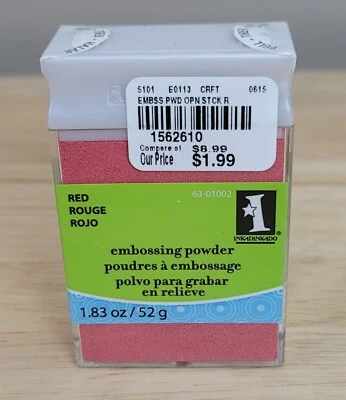 5101 E0113 CRFT 0615
EMBSS PWD OPN STCK R
1562610
Compare at $8.99
Our Price $1.99
RED
ROUGE
ROJO
63-01002
1
INKADINKADO®
embossing powder
poudres à embossage
polvo para grabar
en relieve
1.83 oz / 52 g